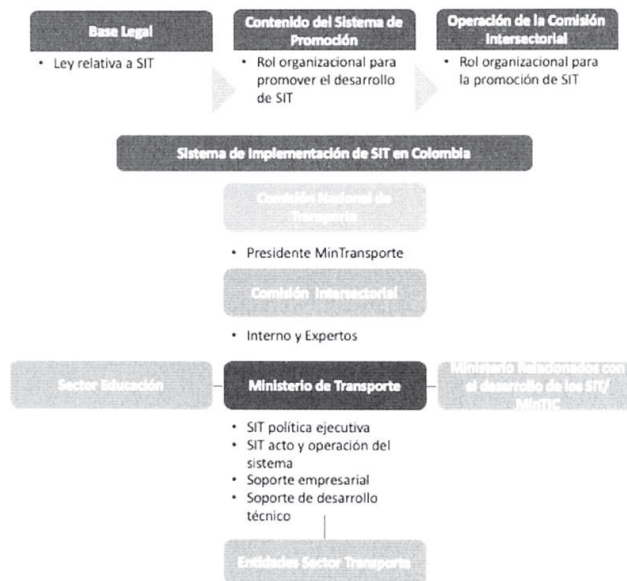 Base Legal
• Ley relativa a SIT
Contenido del Sistema de
Promoción
• Rol organizacional para
promover el desarrollo
de SIT
Operación de la Comisión
Intersectorial
• Rol organizacional para
la promoción de SIT
Sistema de Implementación de SIT en Colombia
Comisión Nacional de
Transporte
• Presidente MinTransporte
Comisión Intersectorial
• Interno y Expertos
Sector Educación
Ministerio de Transporte
Ministerio Relacionados con
el desarrollo de los SIT/
MinTIC
• SIT política ejecutiva
• SIT acto y operación del
sistema
• Soporte empresarial
• Soporte de desarrollo
técnico
Entidades Sector Transporte